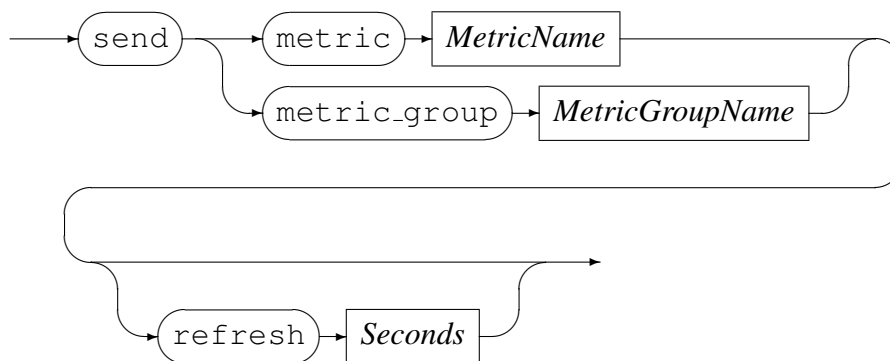 send metric MetricName
metric_group MetricGroupName
refresh Seconds